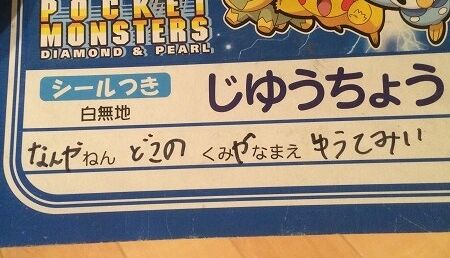 POCKET
MONSTERS
DIAMOND & PEARL
シールつき じゆうちょう
白無地
なんやねん どこの くみやなまえ ゆうてみい